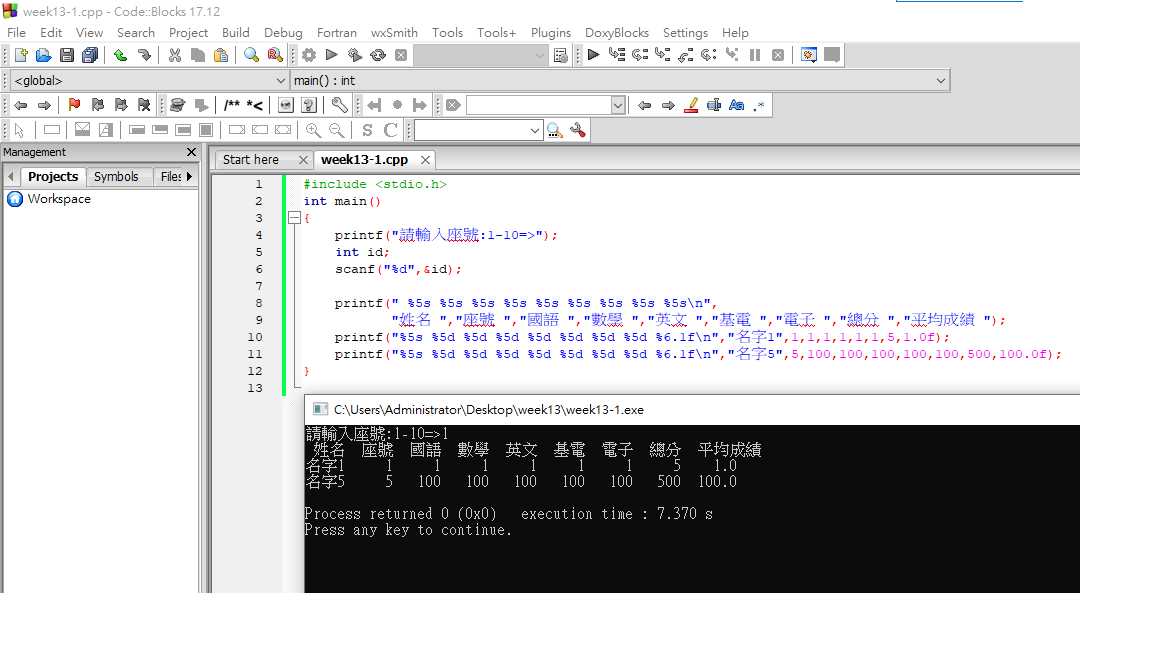 week13-1.cpp - Code::Blocks 17.12
File Edit View Search Project Build Debug Fortran wxSmith Tools Tools+ Plugins DoxyBlocks Settings Help
<global> main() : int
/** *<
S C
Aa .*
Management
Projects Symbols Files
Workspace
Start here week13-1.cpp
1 #include <stdio.h>
2 int main()
3 {
4 printf("請輸入座號:1-10=>");
5 int id;
6 scanf("%d",&id);
7
8 printf(" %5s %5s %5s %5s %5s %5s %5s %5s %5s\n",
9 "姓名 ","座號 ","國語 ","數學 ","英文 ","基電 ","電子 ","總分 ","平均成績 ");
10 printf("%5s %5d %5d %5d %5d %5d %5d %5d %6.1f\n","名字1",1,1,1,1,1,1,5,1.0f);
11 printf("%5s %5d %5d %5d %5d %5d %5d %5d %6.1f\n","名字5",5,100,100,100,100,100,500,100.0f);
12 }
13
C:\Users\Administrator\Desktop\week13\week13-1.exe
請輸入座號:1-10=>1
姓名 座號 國語 數學 英文 基電 電子 總分 平均成績
名字1 1 1 1 1 1 1 5 1.0
名字5 5 100 100 100 100 100 500 100.0
Process returned 0 (0x0) execution time : 7.370 s
Press any key to continue.